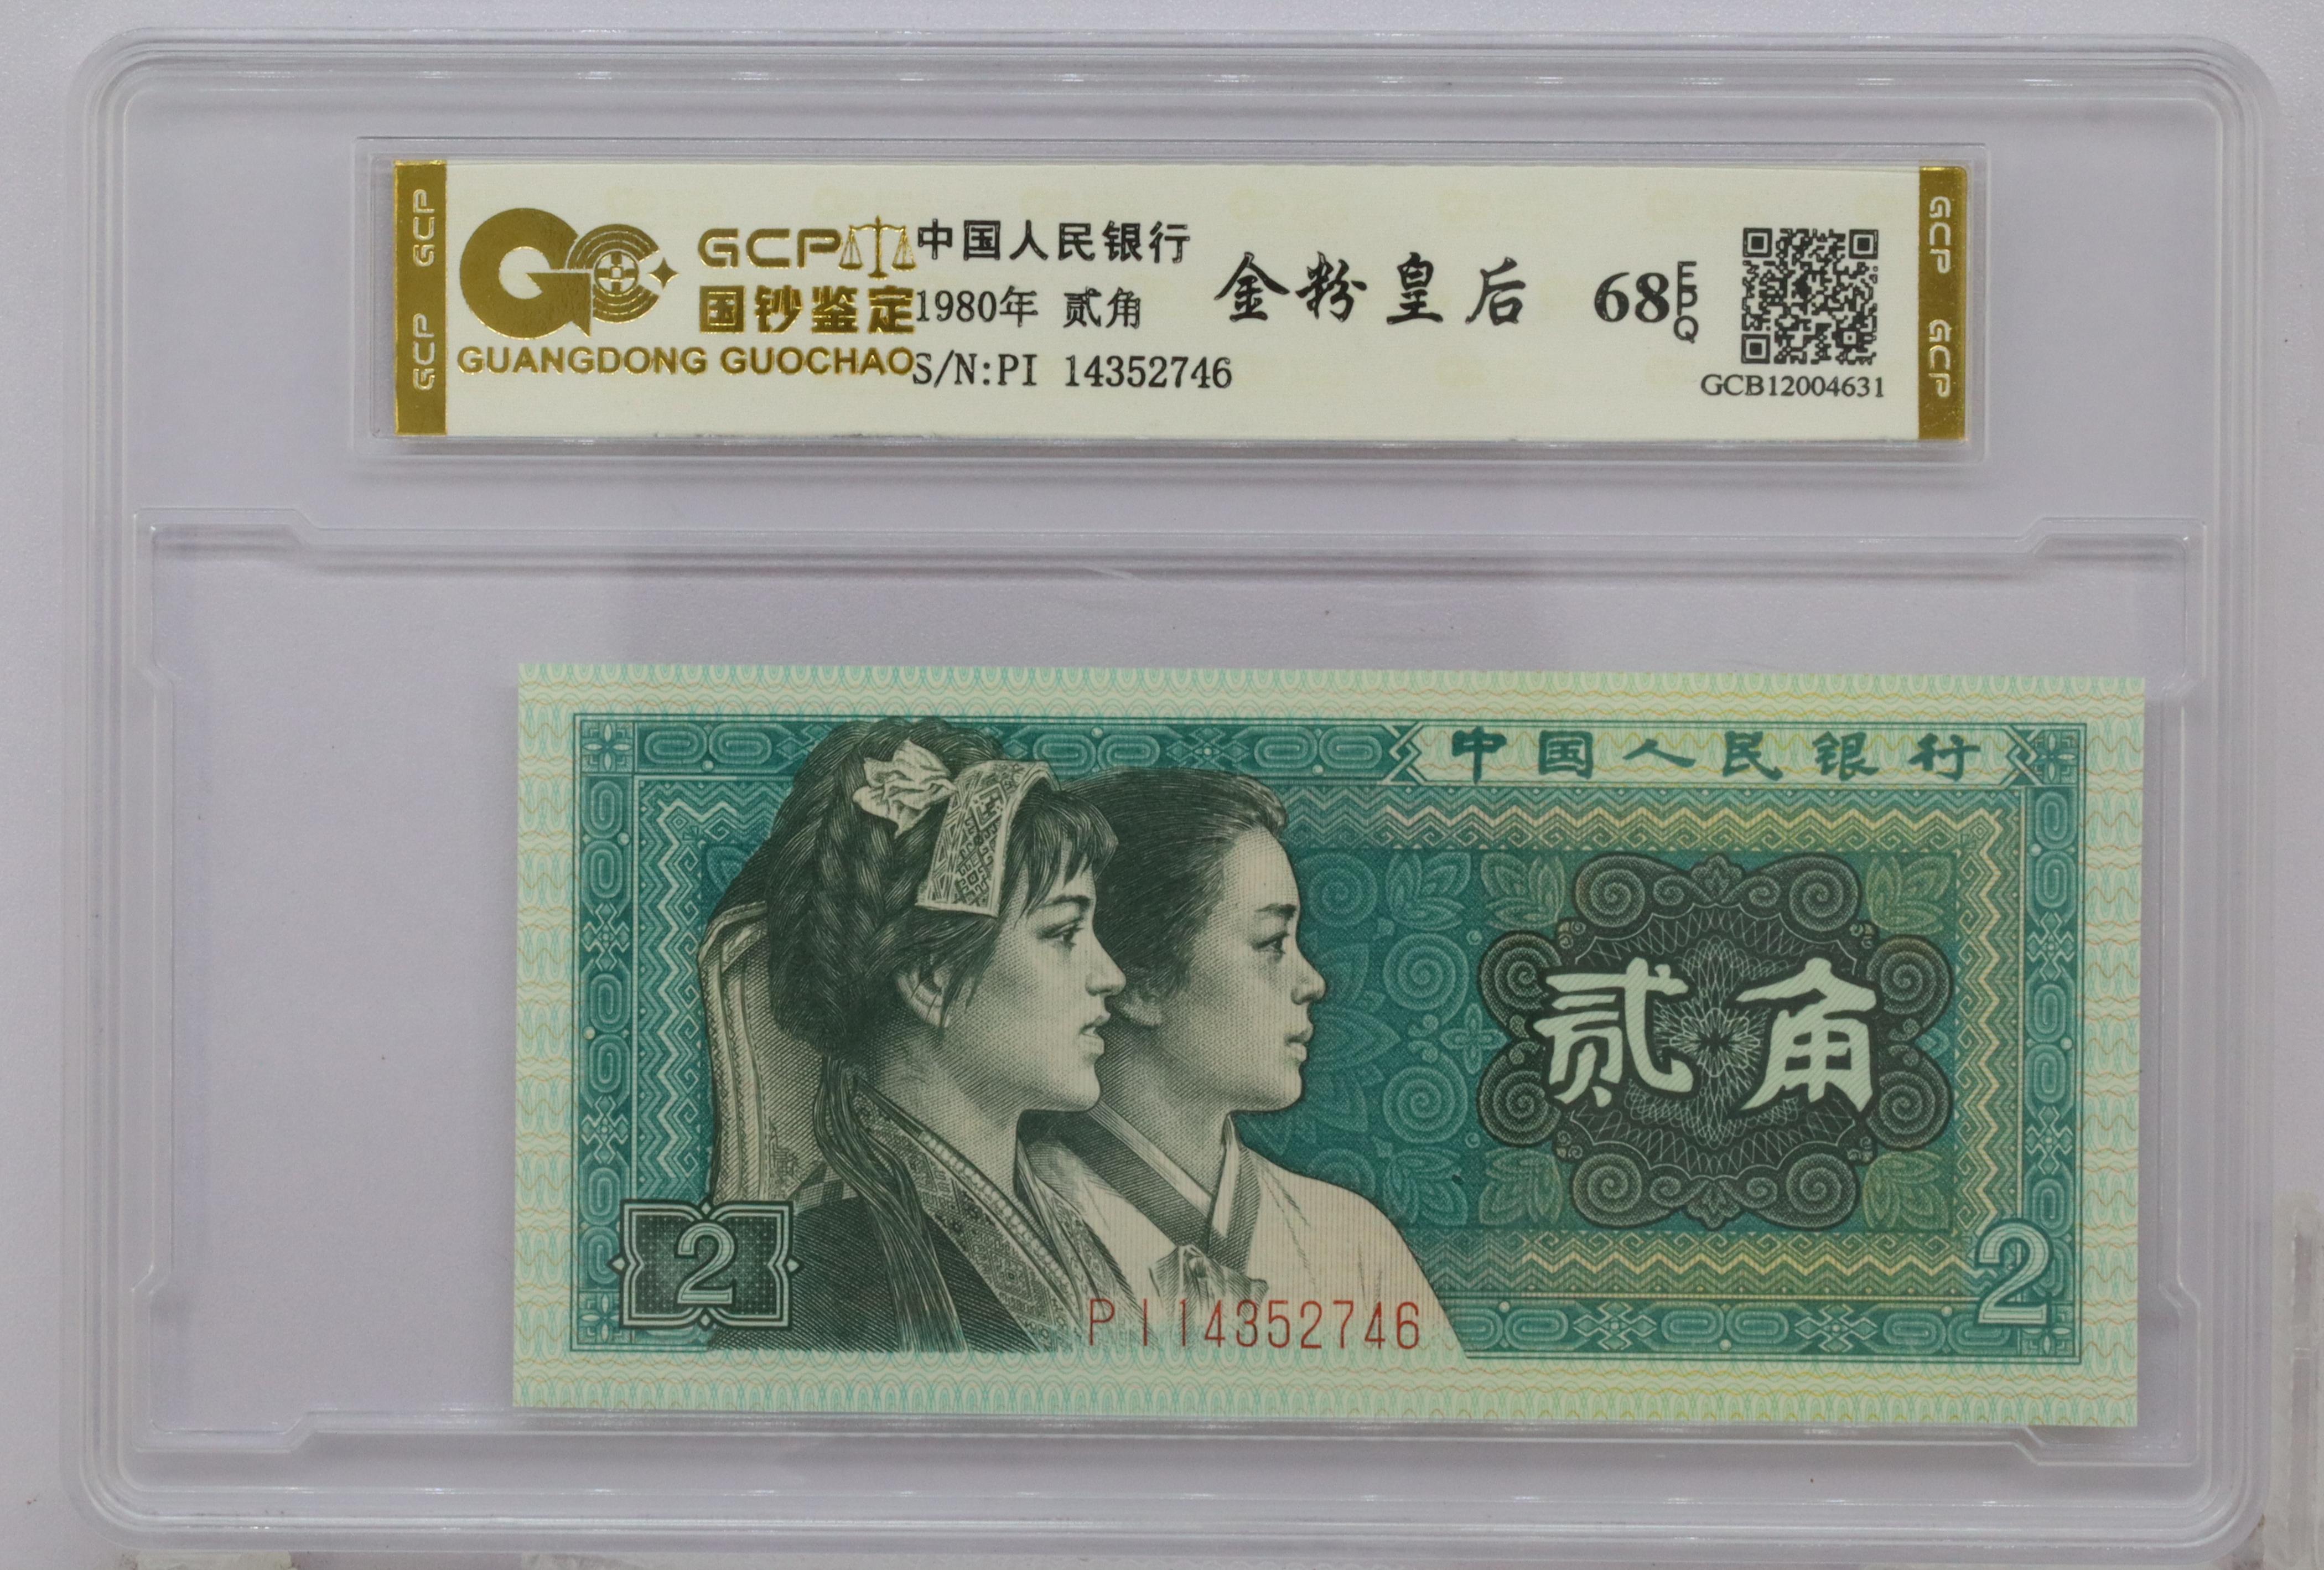 GCP GCP
GCP
国钞鉴定
GUANGDONG GUOCHAO
中国人民银行
1980年 贰角
S/N:PI 14352746
金粉皇后
68 EPQ
GCB12004631
GCP GCP
中国人民银行
贰角
2
2
PI14352746